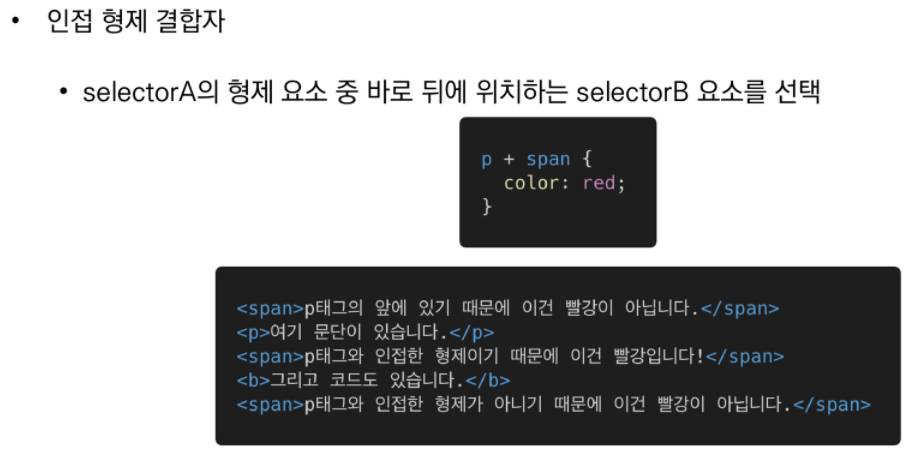 • 인접 형제 결합자
• selectorA의 형제 요소 중 바로 뒤에 위치하는 selectorB 요소를 선택
p + span {
  color: red;
}
<span>p태그의 앞에 있기 때문에 이건 빨강이 아닙니다.</span>
<p>여기 문단이 있습니다.</p>
<span>p태그와 인접한 형제이기 때문에 이건 빨강입니다!</span>
<b>그리고 코드도 있습니다.</b>
<span>p태그와 인접한 형제가 아니기 때문에 이건 빨강이 아닙니다.</span>